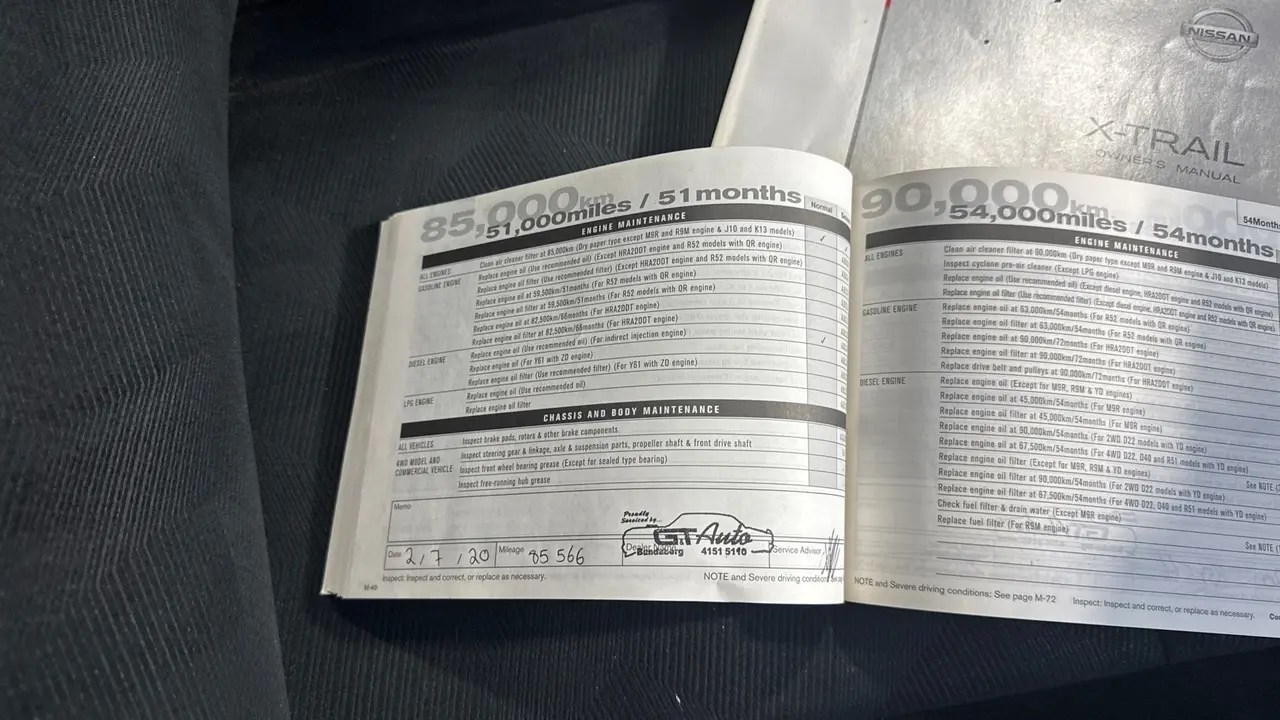 NISSAN
X-TRAIL
OWNER'S MANUAL
85,000km
51,000miles / 51months
Normal
ENGINE MAINTENANCE
ALL ENGINES
Clean air cleaner filter at 85,000km (Dry paper type except M9R and R9M engine & J10 and K13 models)
GASOLINE ENGINE
Replace engine oil (Use recommended oil) (Except HRA2DDT engine and R52 models with QR engine)
Replace engine oil filter (Use recommended filter) (Except HRA2DDT engine and R52 models with QR engine)
Replace engine oil at 59,500km/51months (For R52 models with QR engine)
Replace engine oil filter at 59,500km/51months (For R52 models with QR engine)
Replace engine oil at 82,500km/66months (For HRA2DDT engine)
Replace engine oil filter at 82,500km/66months (For HRA2DDT engine)
DIESEL ENGINE
Replace engine oil (Use recommended oil) (For indirect injection engine)
Replace engine oil (For Y61 with ZD engine)
Replace engine oil filter (Use recommended filter) (For Y61 with ZD engine)
LPG ENGINE
Replace engine oil (Use recommended oil)
Replace engine oil filter
CHASSIS AND BODY MAINTENANCE
ALL VEHICLES
Inspect brake pads, rotors & other brake components
4WD MODEL AND COMMERCIAL VEHICLE
Inspect steering gear & linkage, axle & suspension parts, propeller shaft & front drive shaft
Inspect front wheel bearing grease (Except for sealed type bearing)
Inspect free-running hub grease
Memo
Proudly
Serviced by...
G.T Auto
Bundaberg 4151 5110
Date 2/7/20 Mileage 85 566 Service Advisor
Inspect: Inspect and correct, or replace as necessary.
NOTE and Severe driving conditions
M-49
90,000km
54,000miles / 54months
54Months
ENGINE MAINTENANCE
ALL ENGINES
Clean air cleaner filter at 90,000km (Dry paper type except M9R and R9M engine & J10 and K13 models)
Inspect cyclone pre-air cleaner (Except LPG engine)
Replace engine oil (Use recommended oil) (Except diesel engine, HRA2DDT engine and R52 models with QR engine)
Replace engine oil filter (Use recommended filter) (Except diesel engine, HRA2DDT engine and R52 models with QR engine)
GASOLINE ENGINE
Replace engine oil at 63,000km/54months (For R52 models with QR engine)
Replace engine oil filter at 63,000km/54months (For R52 models with QR engine)
Replace engine oil at 90,000km/72months (For HRA2DDT engine)
Replace engine oil filter at 90,000km/72months (For HRA2DDT engine)
Replace drive belt and pulleys at 90,000km/72months (For HRA2DDT engine)
DIESEL ENGINE
Replace engine oil (Except for M9R, R9M & YD engines)
Replace engine oil at 45,000km/54months (For M9R engine)
Replace engine oil filter at 45,000km/54months (For M9R engine)
Replace engine oil at 90,000km/54months (For 2WD D22 models with YD engine)
Replace engine oil at 67,500km/54months (For 4WD D22, D40 and R51 models with YD engine)
Replace engine oil filter (Except for M9R, R9M & YD engines)
Replace engine oil filter at 90,000km/54months (For 2WD D22 models with YD engine)
See NOTE
Replace engine oil filter at 67,500km/54months (For 4WD D22, D40 and R51 models with YD engine)
Check fuel filter & drain water (Except M9R engine)
Replace fuel filter (For R9M engine)
See NOTE
NOTE and Severe driving conditions: See page M-72
Inspect: Inspect and correct, or replace as necessary.